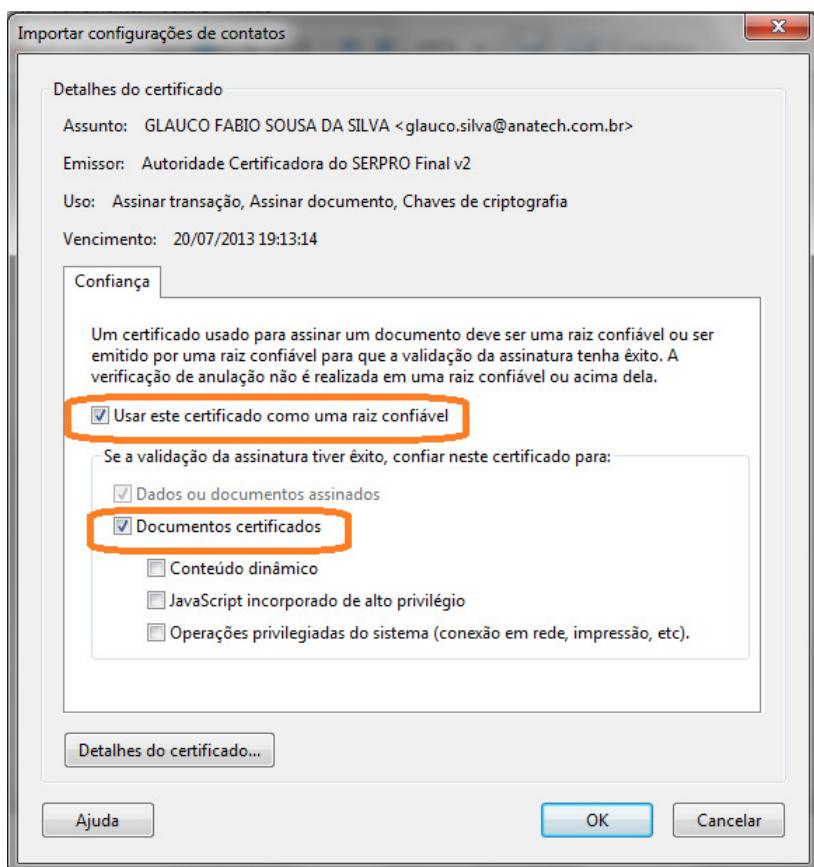 Importar configurações de contatos
Detalhes do certificado
Assunto: GLAUCO FABIO SOUSA DA SILVA <glauco.silva@anatech.com.br>
Emissor: Autoridade Certificadora do SERPRO Final v2
Uso: Assinar transação, Assinar documento, Chaves de criptografia
Vencimento: 20/07/2013 19:13:14
Confiança
Um certificado usado para assinar um documento deve ser uma raiz confiável ou ser
emitido por uma raiz confiável para que a validação da assinatura tenha êxito. A
verificação de anulação não é realizada em uma raiz confiável ou acima dela.
Usar este certificado como uma raiz confiável
Se a validação da assinatura tiver êxito, confiar neste certificado para:
Dados ou documentos assinados
Documentos certificados
Conteúdo dinâmico
JavaScript incorporado de alto privilégio
Operações privilegiadas do sistema (conexão em rede, impressão, etc).
Detalhes do certificado...
Ajuda OK Cancelar